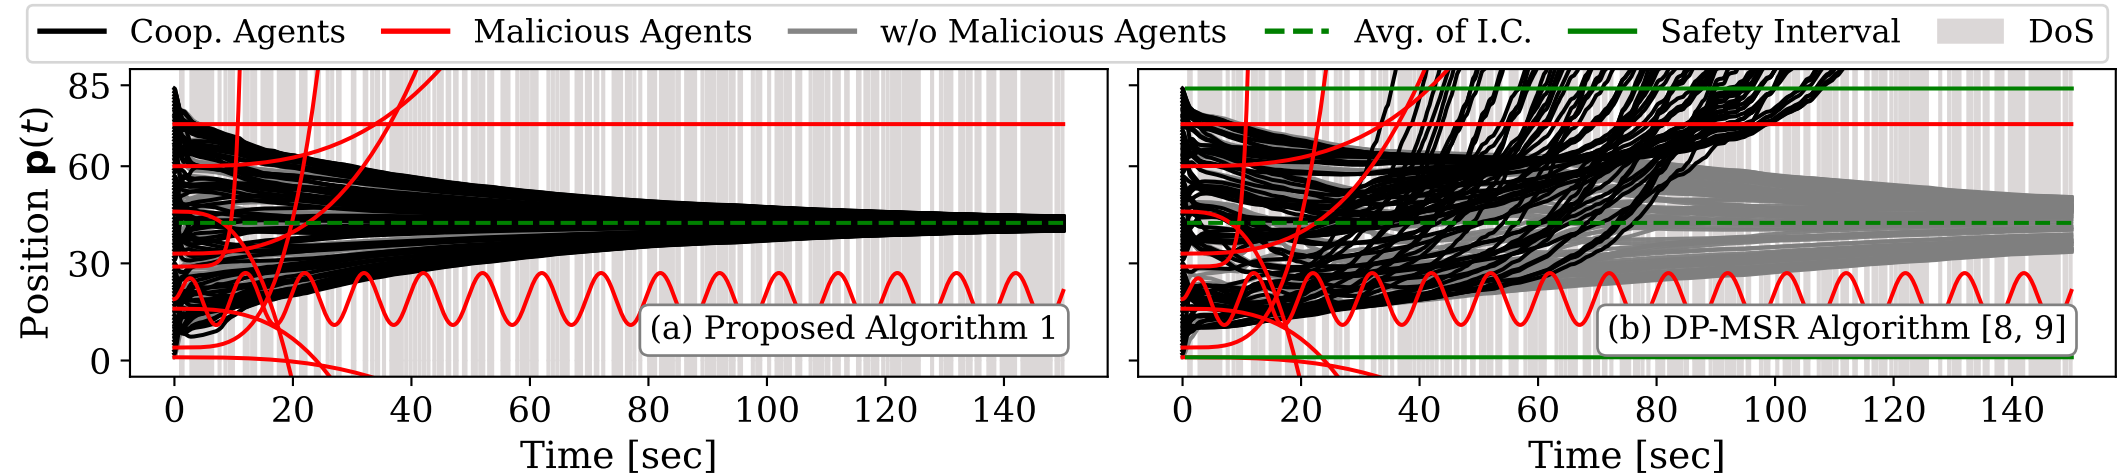 Coop. Agents Malicious Agents w/o Malicious Agents Avg. of I.C. Safety Interval DoS
Position p(t)
85
60
30
0
(a) Proposed Algorithm 1
0 20 40 60 80 100 120 140
Time [sec]
(b) DP-MSR Algorithm [8, 9]
0 20 40 60 80 100 120 140
Time [sec]